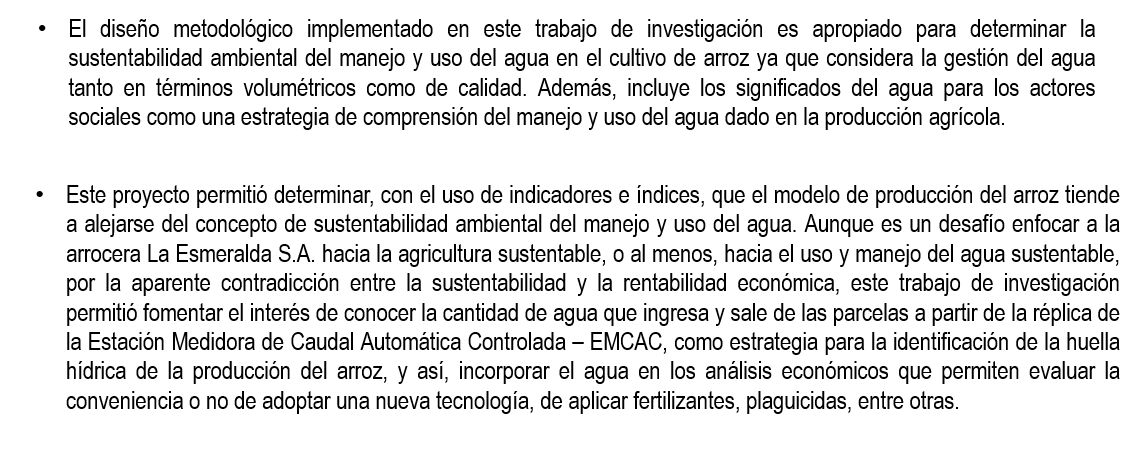 • El diseño metodológico implementado en este trabajo de investigación es apropiado para determinar la
sustentabilidad ambiental del manejo y uso del agua en el cultivo de arroz ya que considera la gestión del agua
tanto en términos volumétricos como de calidad. Además, incluye los significados del agua para los actores
sociales como una estrategia de comprensión del manejo y uso del agua dado en la producción agrícola.
• Este proyecto permitió determinar, con el uso de indicadores e índices, que el modelo de producción del arroz tiende
a alejarse del concepto de sustentabilidad ambiental del manejo y uso del agua. Aunque es un desafío enfocar a la
arrocera La Esmeralda S.A. hacia la agricultura sustentable, o al menos, hacia el uso y manejo del agua sustentable,
por la aparente contradicción entre la sustentabilidad y la rentabilidad económica, este trabajo de investigación
permitió fomentar el interés de conocer la cantidad de agua que ingresa y sale de las parcelas a partir de la réplica de
la Estación Medidora de Caudal Automática Controlada – EMCAC, como estrategia para la identificación de la huella
hídrica de la producción del arroz, y así, incorporar el agua en los análisis económicos que permiten evaluar la
conveniencia o no de adoptar una nueva tecnología, de aplicar fertilizantes, plaguicidas, entre otras.